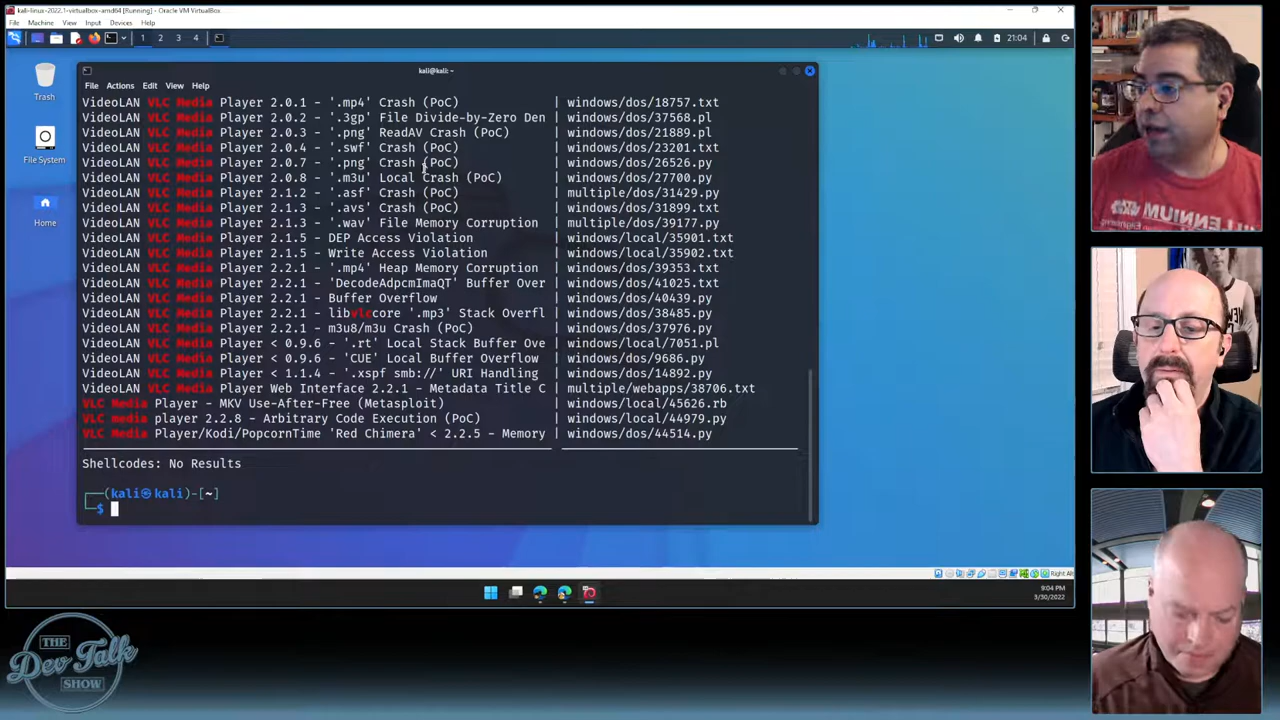 kali-linux-2022.1-virtualbox-amd64 [Running] - Oracle VM VirtualBox
File Machine View Input Devices Help
1 2 3 4
21:04
Trash
File System
Home
kali@kali: ~
File Actions Edit View Help
VideoLAN VLC Media Player 2.0.1 - '.mp4' Crash (PoC) | windows/dos/18757.txt
VideoLAN VLC Media Player 2.0.2 - '.3gp' File Divide-by-Zero Den | windows/dos/37568.pl
VideoLAN VLC Media Player 2.0.3 - '.png' ReadAV Crash (PoC) | windows/dos/21889.pl
VideoLAN VLC Media Player 2.0.4 - '.swf' Crash (PoC) | windows/dos/23201.txt
VideoLAN VLC Media Player 2.0.7 - '.png' Crash (PoC) | windows/dos/26526.py
VideoLAN VLC Media Player 2.0.8 - '.m3u' Local Crash (PoC) | windows/dos/27700.py
VideoLAN VLC Media Player 2.1.2 - '.asf' Crash (PoC) | multiple/dos/31429.py
VideoLAN VLC Media Player 2.1.3 - '.avs' Crash (PoC) | windows/dos/31899.txt
VideoLAN VLC Media Player 2.1.3 - '.wav' File Memory Corruption | multiple/dos/39177.py
VideoLAN VLC Media Player 2.1.5 - DEP Access Violation | windows/local/35901.txt
VideoLAN VLC Media Player 2.1.5 - Write Access Violation | windows/local/35902.txt
VideoLAN VLC Media Player 2.2.1 - '.mp4' Heap Memory Corruption | windows/dos/39353.txt
VideoLAN VLC Media Player 2.2.1 - 'DecodeAdpcmImaQT' Buffer Over | windows/dos/41025.txt
VideoLAN VLC Media Player 2.2.1 - Buffer Overflow | windows/dos/40439.py
VideoLAN VLC Media Player 2.2.1 - libvlccore '.mp3' Stack Overfl | windows/dos/38485.py
VideoLAN VLC Media Player 2.2.1 - m3u8/m3u Crash (PoC) | windows/dos/37976.py
VideoLAN VLC Media Player < 0.9.6 - '.rt' Local Stack Buffer Ove | windows/local/7051.pl
VideoLAN VLC Media Player < 0.9.6 - 'CUE' Local Buffer Overflow | windows/dos/9686.py
VideoLAN VLC Media Player < 1.1.4 - '.xspf smb://' URI Handling | windows/dos/14892.py
VideoLAN VLC Media Player Web Interface 2.2.1 - Metadata Title C | multiple/webapps/38706.txt
VLC Media Player - MKV Use-After-Free (Metasploit) | windows/local/45626.rb
VLC media player 2.2.8 - Arbitrary Code Execution (PoC) | windows/local/44979.py
VLC Media Player/Kodi/PopcornTime 'Red Chimera' < 2.2.5 - Memory | windows/dos/44514.py
Shellcodes: No Results
(kali㉿kali)-[~]
$
Right Alt
9:04 PM
3/30/2022
THE
Dev Talk
SHOW